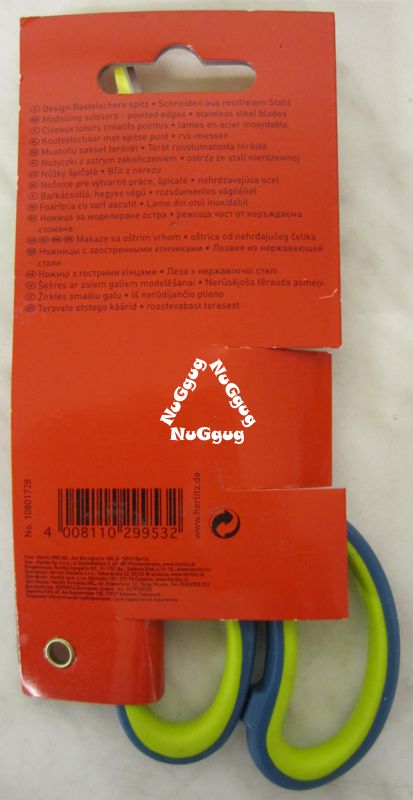 Design Bastelschere spitz • Schneiden aus rostfreiem Stahl
Modelling scissors - pointed edges • stainless steel blades
Ciseaux loisirs créatifs pointus • lames en acier inoxydable
Knutselschaar met spitse punt • rvs-messen
Muotoilu sakset terävät • Terät ruostumatonta terästä
Nożyczki z ostrym zakończeniem • ostrza ze stali nierdzewnej
Nůžky špičaté • Břit z nerezu
Nožnice pre výtvarné práce, špicaté • nehrdzavejúca ocel
Barkácsolló, hegyes végű • rozsdamentes vágóéllel
Foarfeca cu varf ascutit • Lame din otel inoxidabil
Ножица за моделиране остра • режоща част от неръждаема
стомана
Makaze sa oštrim vrhom • oštrice od nehrđajućeg čelika
Ножницы с заостренными кончиками • Лезвия из нержавеющей
стали
Ножиці з гострими кінцями • Леза з нержавіючої сталі
Šķēres ar asiem galiem modelēšanai • Nerūsējoša tērauda asmeņi
Žirklės smailiu galu • Iš nerūdijančio plieno
Teravate otstega käärid • roostevabast terasest
NuGgug
NuGgug
NuGgug
No. 10801728
4 008110 299532
www.herlitz.de